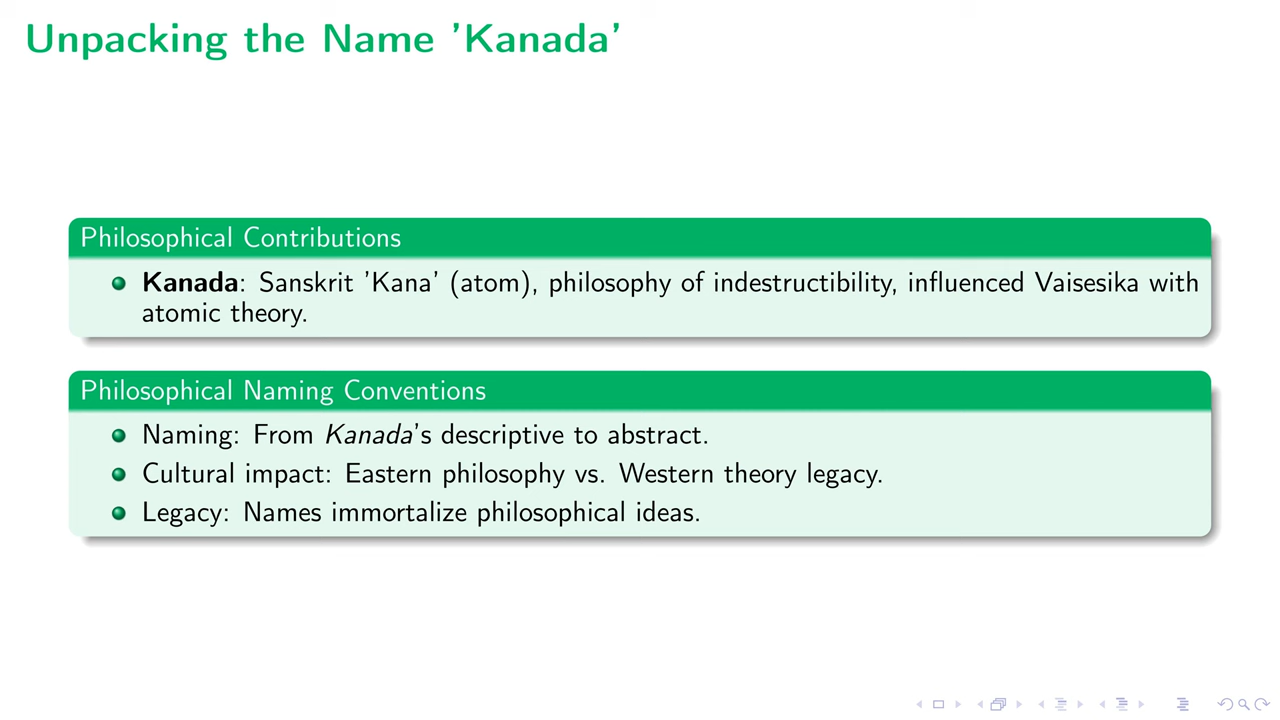 Unpacking the Name ’Kanada’
Philosophical Contributions
Kanada: Sanskrit ’Kana’ (atom), philosophy of indestructibility, influenced Vaisesika with
atomic theory.
Philosophical Naming Conventions
Naming: From Kanada’s descriptive to abstract.
Cultural impact: Eastern philosophy vs. Western theory legacy.
Legacy: Names immortalize philosophical ideas.